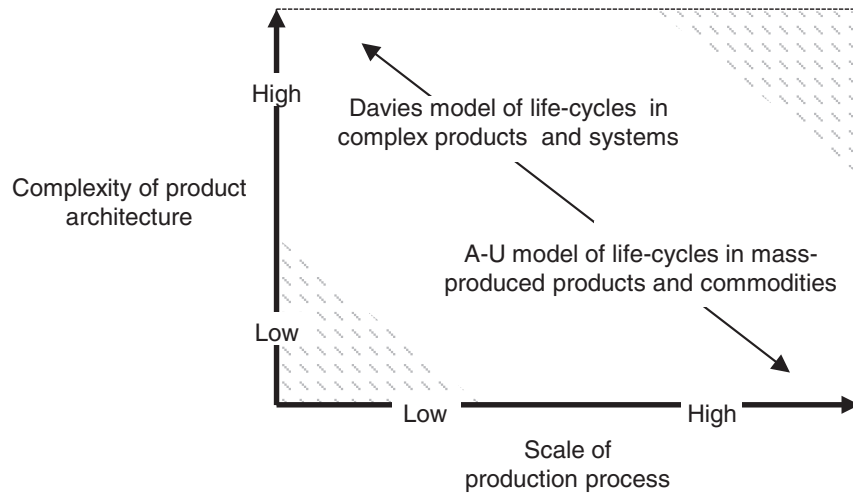 High
Davies model of life-cycles in
complex products and systems
Complexity of product
architecture
A-U model of life-cycles in mass-
produced products and commodities
Low
Low
High
Scale of
production process